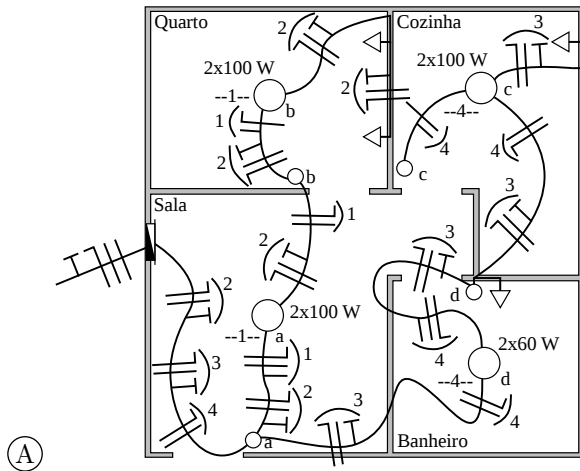 Quarto
2
Cozinha
3
2x100 W
2x100 W
--1--
b
2
c
--4--
1
4
4
2
b
c
Sala
3
1
2
3
2
2x100 W
d
--1--
a
2x60 W
4
1
3
--4--
d
2
3
4
4
a
Banheiro
A